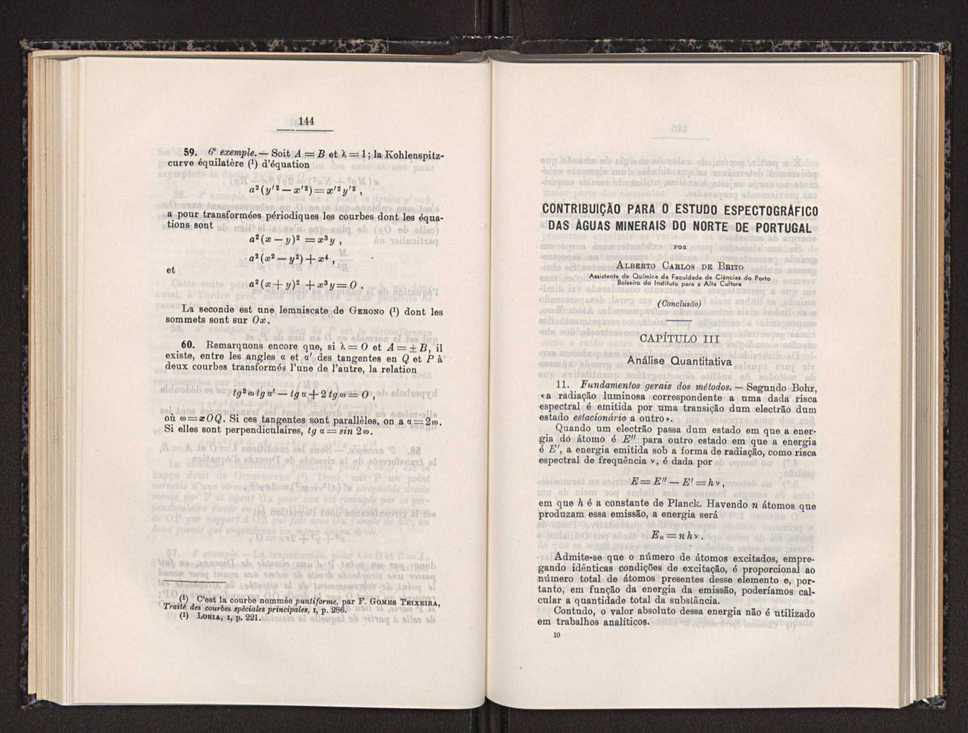 144
59. 6ᵉ exemple. — Soit A = B et λ = 1; la Kohlenspitz-
curve équilatère (¹) d'équation
a² (y'² — x'²) = x'² y'² ,
a pour transformées périodiques les courbes dont les équa-
tions sont
a² (x — y)² = x³ y ,
a² (x² — y²) + x⁴ ,
et
a² (x + y)² + x³ y = O .
La seconde est une lemniscate de Gerono (¹) dont les
sommets sont sur Ox.
60. Remarquons encore que, si λ = O et A = ± B, il
existe, entre les angles α et α' des tangentes en Q et P à
deux courbes transformés l'une de l'autre, la relation
tg² ω tg α' — tg α + 2 tg ω = O ,
où ω = xOQ. Si ces tangentes sont parallèles, on a α = 2ω.
Si elles sont perpendiculaires, tg α = sin 2ω.
(¹) C'est la courbe nommée puntiforme, par F. Gomes Teixeira,
Traité des courbes spéciales principales, I, p. 286.
(¹) Loria, I, p. 221.
CONTRIBUIÇÃO PARA O ESTUDO ESPECTOGRÁFICO
DAS ÁGUAS MINERAIS DO NORTE DE PORTUGAL
POR
Alberto Carlos de Brito
Assistente de Química da Faculdade de Ciências do Porto
Bolseiro do Instituto para a Alta Cultura
(Conclusão)
CAPÍTULO III
Análise Quantitativa
11. Fundamentos gerais dos métodos. — Segundo Bohr,
«a radiação luminosa correspondente a uma dada risca
espectral é emitida por uma transição dum electrão dum
estado estacionário a outro».
Quando um electrão passa dum estado em que a ener-
gia do átomo é E'' para outro estado em que a energia
é E', a energia emitida sob a forma de radiação, como risca
espectral de frequência ν, é dada por
E = E'' — E' = h ν ,
em que h é a constante de Planck. Havendo n átomos que
produzam essa emissão, a energia será
Eₙ = n h ν .
Admite-se que o número de átomos excitados, empre-
gando idênticas condições de excitação, é proporcional ao
número total de átomos presentes desse elemento e, por-
tanto, em função da energia da emissão, poderíamos cal-
cular a quantidade total da substância.
Contudo, o valor absoluto dessa energia não é utilizado
em trabalhos analíticos.
10